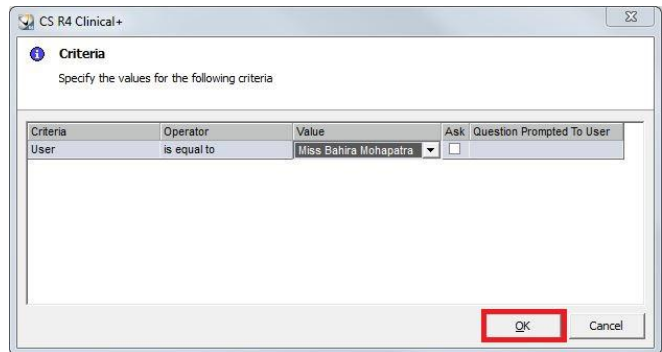 CS R4 Clinical+
Criteria
Specify the values for the following criteria
Criteria Operator Value Ask Question Prompted To User
User is equal to Miss Bahira Mohapatra
OK Cancel